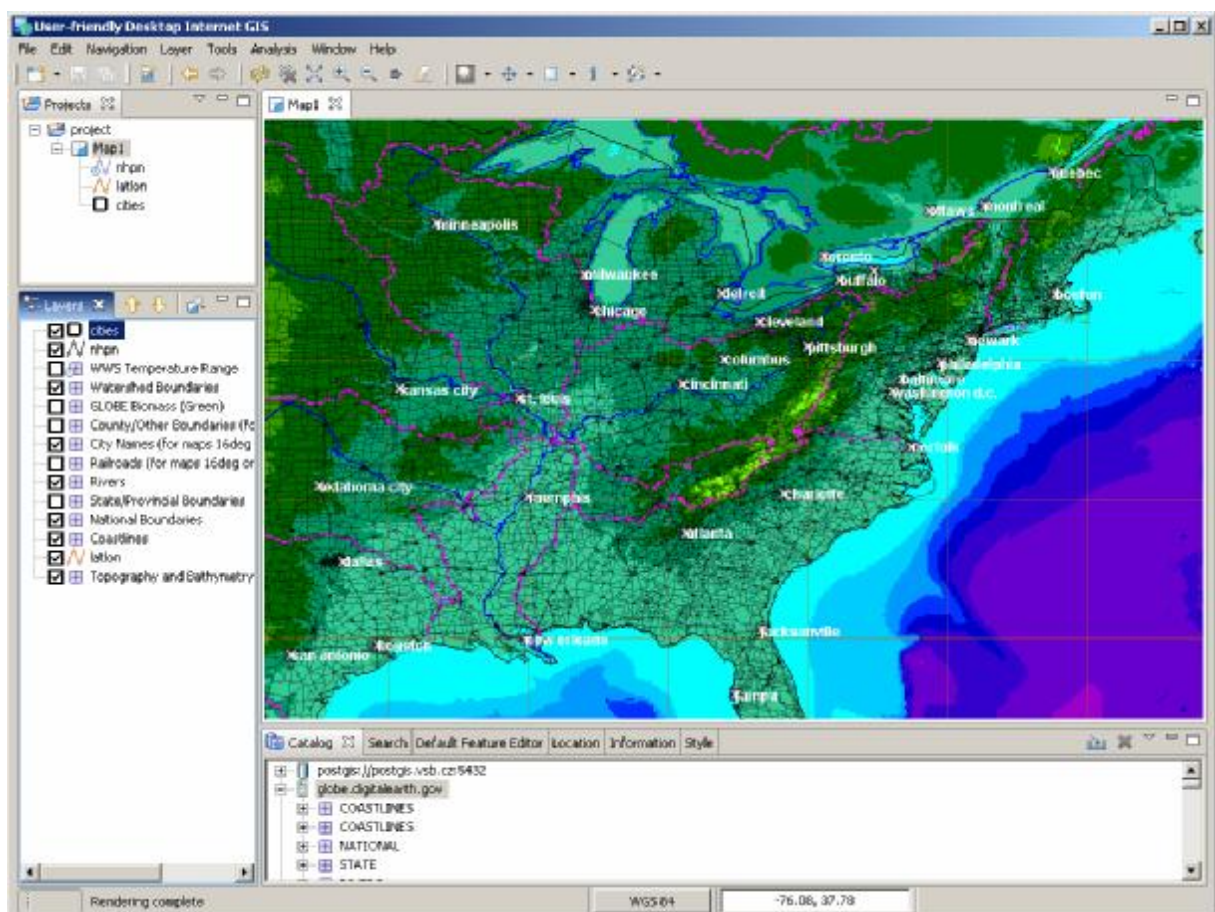 User-friendly Desktop Internet GIS
File Edit Navigation Layer Tools Analysis Window Help
Projects
Map1
project
Map1
nhpn
latlon
cities
Layers
cities
nhpn
WWS Temperature Range
Watershed Boundaries
GLOBE Biomass (Green)
County/Other Boundaries (fo
City Names (for maps 16deg
Railroads (for maps 16deg or
Rivers
State/Provincial Boundaries
National Boundaries
Coastlines
latlon
Topography and Bathymetry
quebec
ottawa montreal
minneapolis
toronto
milwaukee
buffalo
detroit
boston
chicago
cleveland
newark
pittsburgh
columbus
philadelphia
baltimore
kansas city
cincinnati
washington d.c.
st. louis
norfolk
oklahoma city
memphis
charlotte
atlanta
dallas
jacksonville
new orleans
houston
san antonio
tampa
Catalog Search Default Feature Editor Location Information Style
postgis://postgis.vsb.cz:5432
globe.digitalearth.gov
COASTLINES
COASTLINES
NATIONAL
STATE
Rendering complete
WGS 84
-76.08, 37.78